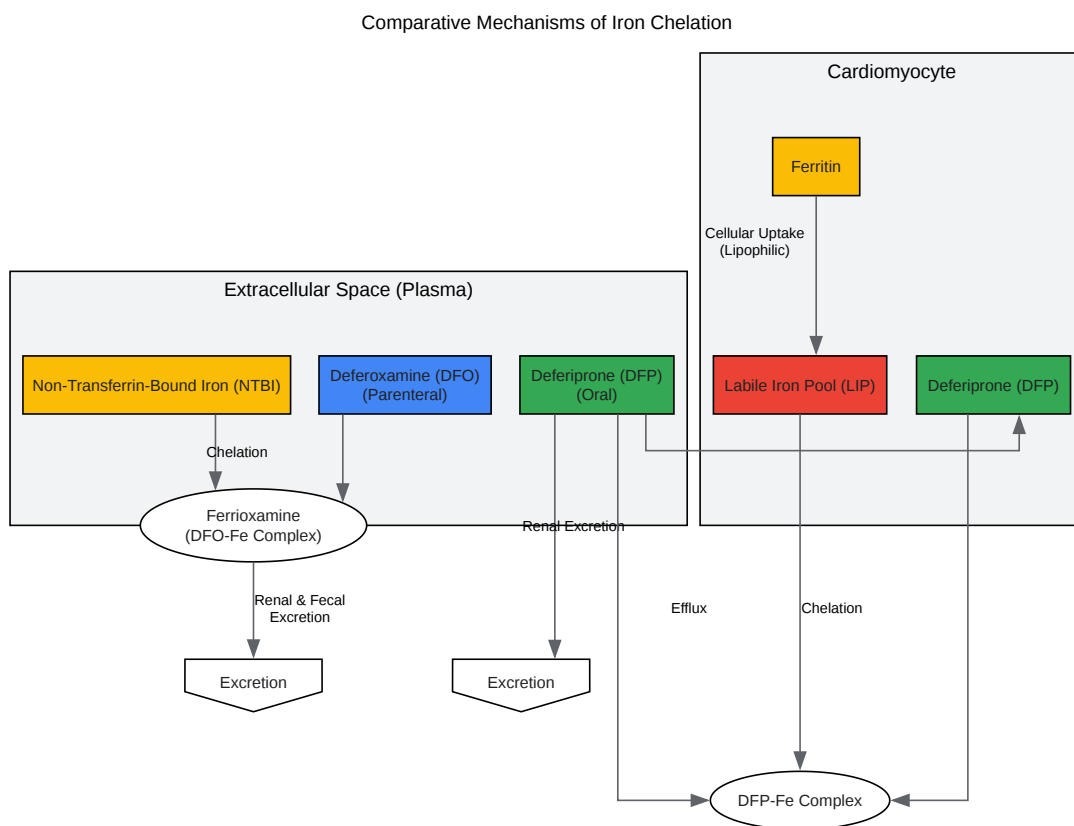 Comparative Mechanisms of Iron Chelation
Cardiomyocyte
Ferritin
Cellular Uptake
(Lipophilic)
Extracellular Space (Plasma)
Non-Transferrin-Bound Iron (NTBI)
Deferoxamine (DFO)
(Parenteral)
Deferiprone (DFP)
(Oral)
Labile Iron Pool (LIP)
Deferiprone (DFP)
Chelation
Ferrioxamine
(DFO-Fe Complex)
Renal Excretion
Renal & Fecal
Excretion
Efflux
Chelation
Excretion
Excretion
DFP-Fe Complex